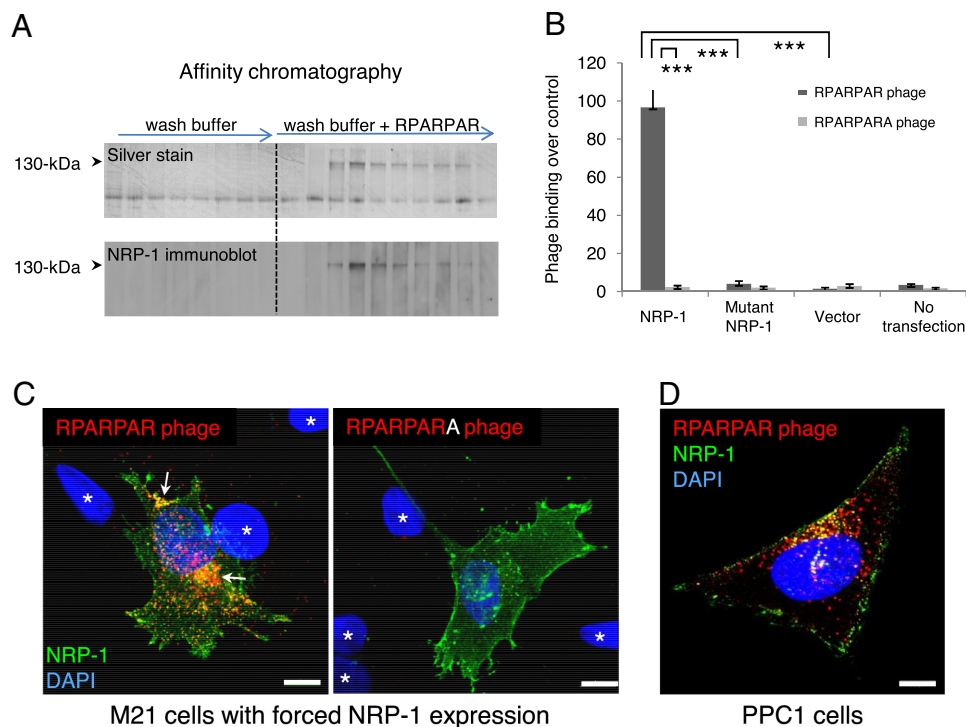 A
Affinity chromatography
wash buffer
wash buffer + RPARPAR
130-kDa
Silver stain
130-kDa
NRP-1 immunoblot
B
***
***
***
Phage binding over control
120
100
80
60
40
20
0
RPARPAR phage
RPARPARA phage
NRP-1
Mutant
NRP-1
Vector
No
transfection
C
RPARPAR phage
*
*
*
NRP-1
DAPI
RPARPARA phage
*
*
*
*
M21 cells with forced NRP-1 expression
D
RPARPAR phage
NRP-1
DAPI
PPC1 cells